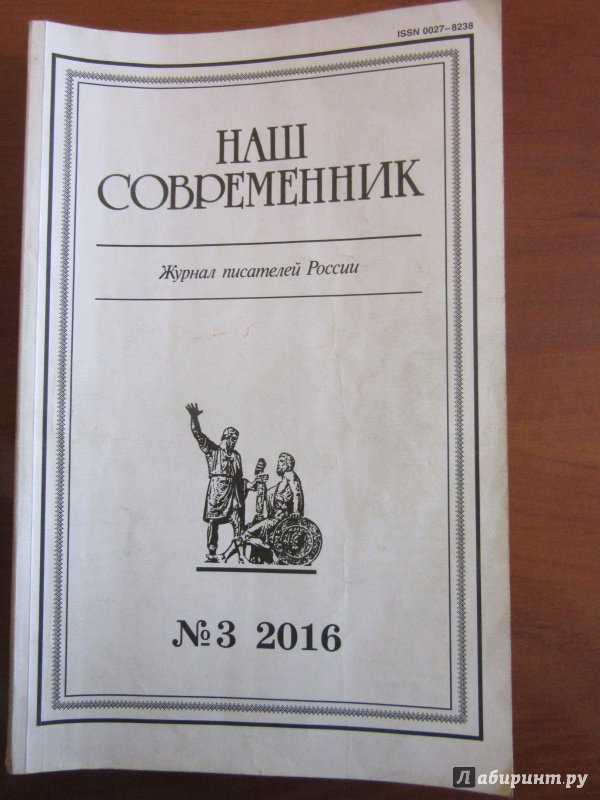 ISSN 0027-8238
НАШ
СОВРЕМЕННИК
Журнал писателей России
№3 2016
Лабиринт.ру